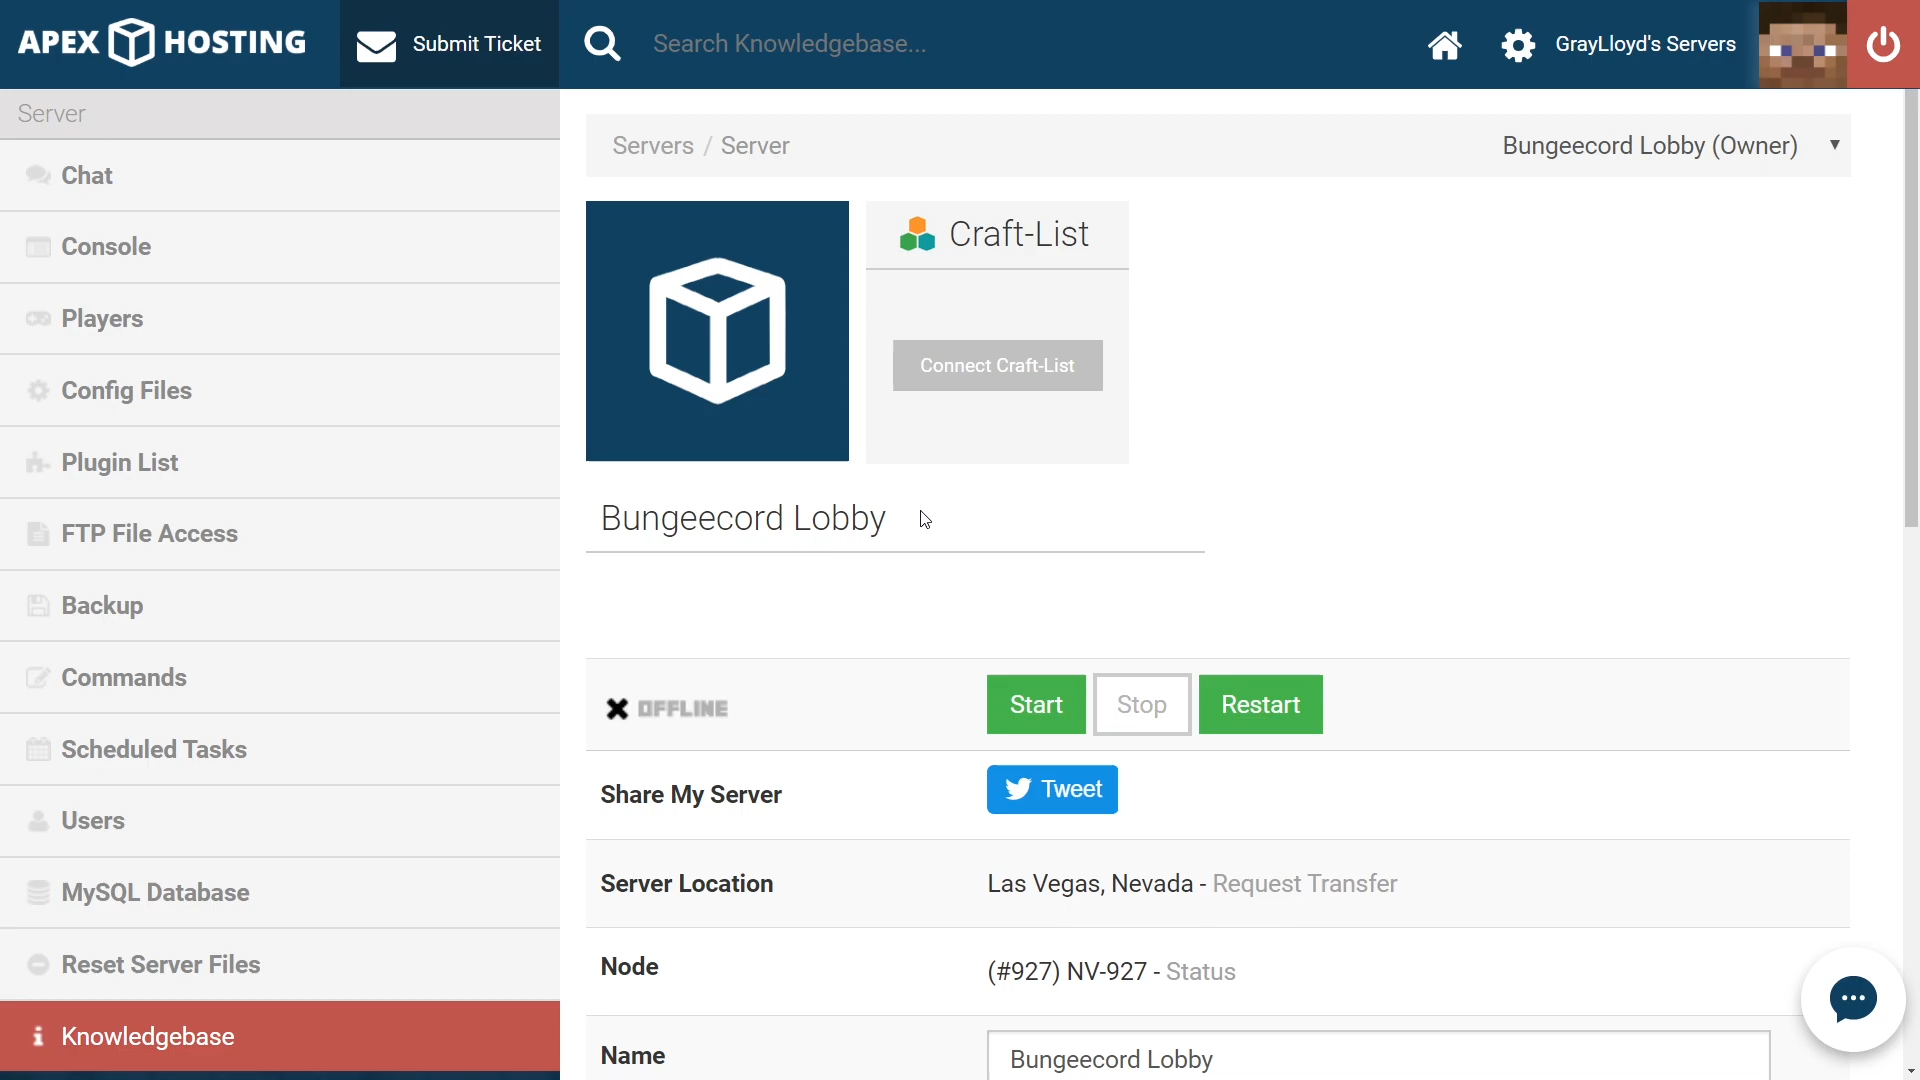 APEX HOSTING
Submit Ticket
Search Knowledgebase...
GrayLloyd's Servers
Server
Chat
Console
Players
Config Files
Plugin List
FTP File Access
Backup
Commands
Scheduled Tasks
Users
MySQL Database
Reset Server Files
Knowledgebase
Servers / Server
Bungeecord Lobby (Owner)
Craft-List
Connect Craft-List
Bungeecord Lobby
OFFLINE
Start
Stop
Restart
Share My Server
Tweet
Server Location
Las Vegas, Nevada - Request Transfer
Node
(#927) NV-927 - Status
Name
Bungeecord Lobby